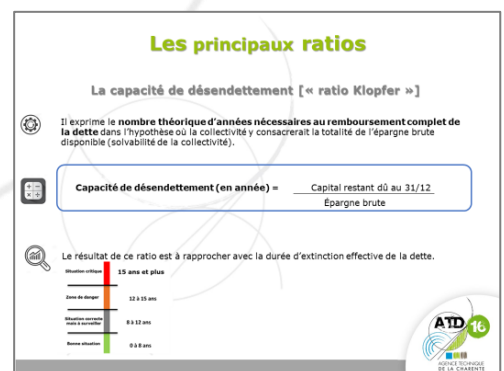 Les principaux ratios
La capacité de désendettement [« ratio Klopfer »]
Il exprime le nombre théorique d'années nécessaires au remboursement complet de
la dette dans l'hypothèse où la collectivité y consacrerait la totalité de l'épargne brute
disponible (solvabilité de la collectivité).
Capacité de désendettement (en année) = Capital restant dû au 31/12
Épargne brute
Le résultat de ce ratio est à rapprocher avec la durée d'extinction effective de la dette.
Situation critique 15 ans et plus
Zone de danger 12 à 15 ans
Situation correcte
mais à surveiller 8 à 12 ans
Bonne situation 0 à 8 ans
ATD 16
AGENCE TECHNIQUE
DE LA CHARENTE